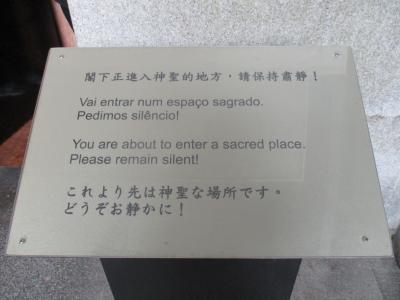 閣下正進入神聖的地方，請保持肅靜！
Vai entrar num espaço sagrado.
Pedimos silêncio!
You are about to enter a sacred place.
Please remain silent!
これより先は神聖な場所です。
どうぞお静かに！